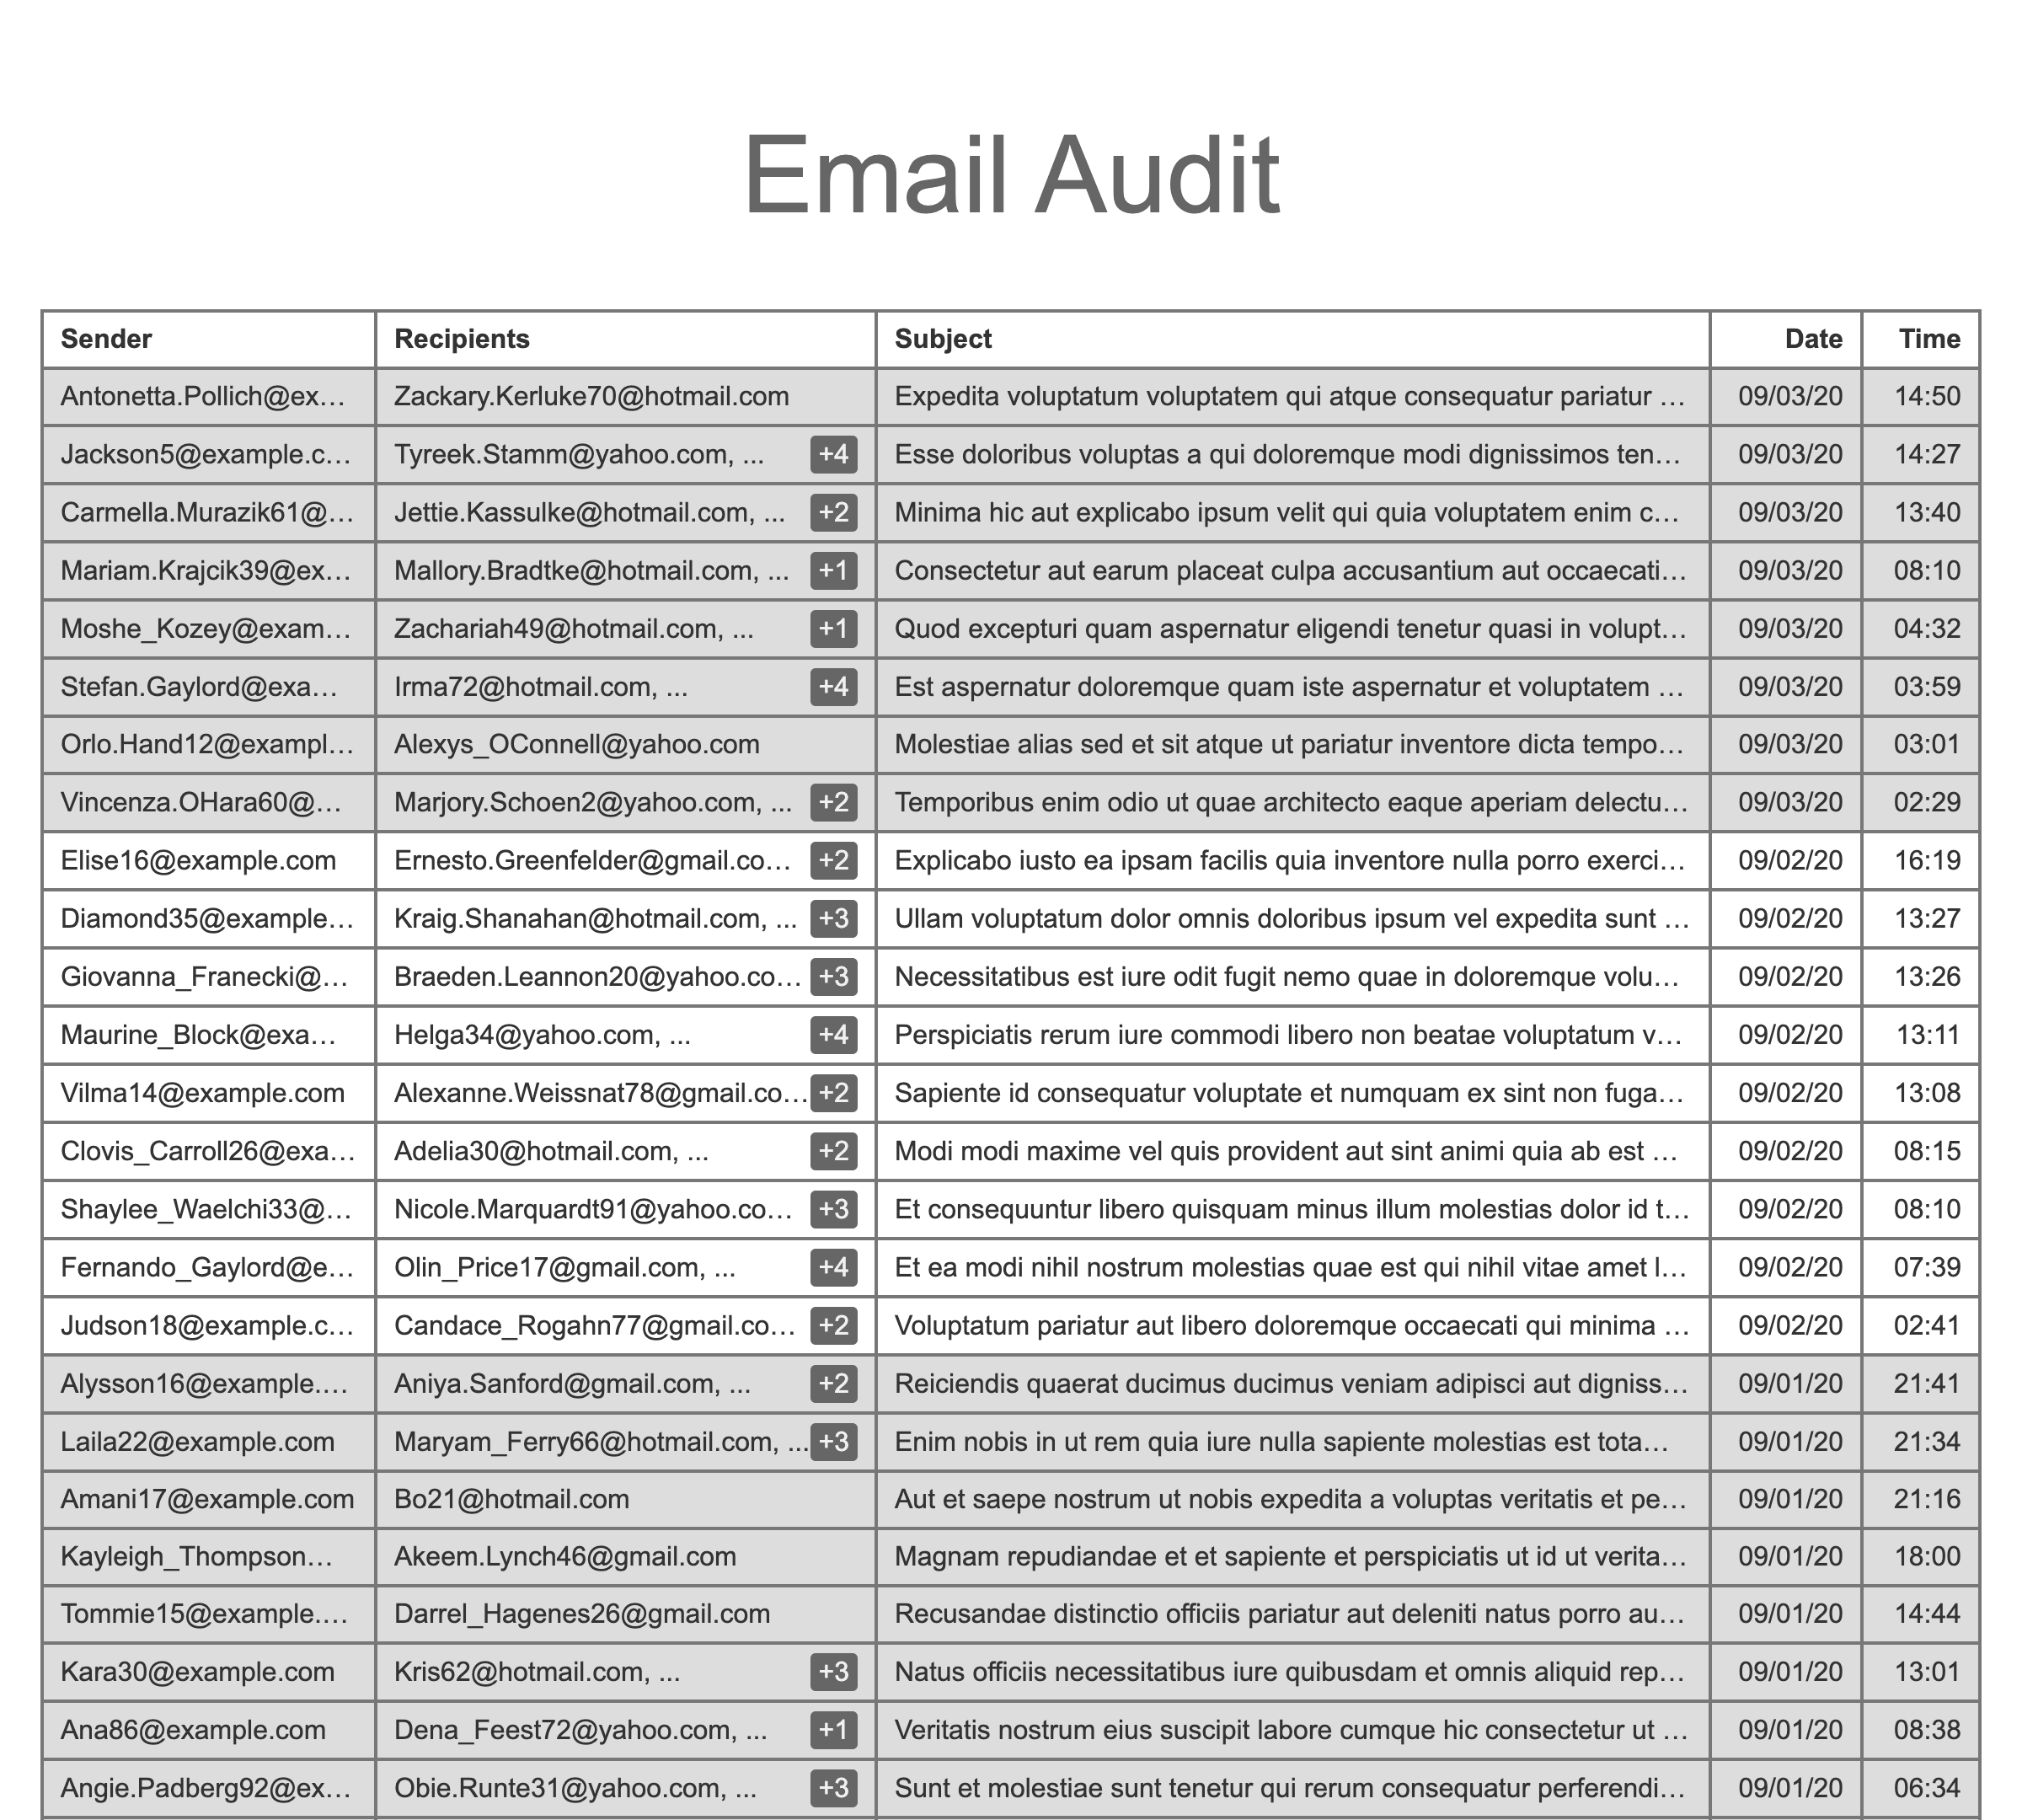 Email Audit
Sender Recipients Subject Date Time
Antonetta.Pollich@ex… Zackary.Kerluke70@hotmail.com Expedita voluptatum voluptatem qui atque consequatur pariatur … 09/03/20 14:50
Jackson5@example.c… Tyreek.Stamm@yahoo.com, ... +4 Esse doloribus voluptas a qui doloremque modi dignissimos ten… 09/03/20 14:27
Carmella.Murazik61@… Jettie.Kassulke@hotmail.com, ... +2 Minima hic aut explicabo ipsum velit qui quia voluptatem enim c… 09/03/20 13:40
Mariam.Krajcik39@ex… Mallory.Bradtke@hotmail.com, ... +1 Consectetur aut earum placeat culpa accusantium aut occaecati… 09/03/20 08:10
Moshe_Kozey@exam… Zachariah49@hotmail.com, ... +1 Quod excepturi quam aspernatur eligendi tenetur quasi in volupt… 09/03/20 04:32
Stefan.Gaylord@exa… Irma72@hotmail.com, ... +4 Est aspernatur doloremque quam iste aspernatur et voluptatem … 09/03/20 03:59
Orlo.Hand12@exampl… Alexys_OConnell@yahoo.com Molestiae alias sed et sit atque ut pariatur inventore dicta tempo… 09/03/20 03:01
Vincenza.OHara60@… Marjory.Schoen2@yahoo.com, ... +2 Temporibus enim odio ut quae architecto eaque aperiam delectu… 09/03/20 02:29
Elise16@example.com Ernesto.Greenfelder@gmail.co… +2 Explicabo iusto ea ipsam facilis quia inventore nulla porro exerci… 09/02/20 16:19
Diamond35@example… Kraig.Shanahan@hotmail.com, ... +3 Ullam voluptatum dolor omnis doloribus ipsum vel expedita sunt … 09/02/20 13:27
Giovanna_Franecki@… Braeden.Leannon20@yahoo.co… +3 Necessitatibus est iure odit fugit nemo quae in doloremque volu… 09/02/20 13:26
Maurine_Block@exa… Helga34@yahoo.com, ... +4 Perspiciatis rerum iure commodi libero non beatae voluptatum v… 09/02/20 13:11
Vilma14@example.com Alexanne.Weissnat78@gmail.co… +2 Sapiente id consequatur voluptate et numquam ex sint non fuga… 09/02/20 13:08
Clovis_Carroll26@exa… Adelia30@hotmail.com, ... +2 Modi modi maxime vel quis provident aut sint animi quia ab est … 09/02/20 08:15
Shaylee_Waelchi33@… Nicole.Marquardt91@yahoo.co… +3 Et consequuntur libero quisquam minus illum molestias dolor id t… 09/02/20 08:10
Fernando_Gaylord@e… Olin_Price17@gmail.com, ... +4 Et ea modi nihil nostrum molestias quae est qui nihil vitae amet l… 09/02/20 07:39
Judson18@example.c… Candace_Rogahn77@gmail.co… +2 Voluptatum pariatur aut libero doloremque occaecati qui minima … 09/02/20 02:41
Alysson16@example.… Aniya.Sanford@gmail.com, ... +2 Reiciendis quaerat ducimus ducimus veniam adipisci aut digniss… 09/01/20 21:41
Laila22@example.com Maryam_Ferry66@hotmail.com, ... +3 Enim nobis in ut rem quia iure nulla sapiente molestias est tota… 09/01/20 21:34
Amani17@example.com Bo21@hotmail.com Aut et saepe nostrum ut nobis expedita a voluptas veritatis et pe… 09/01/20 21:16
Kayleigh_Thompson… Akeem.Lynch46@gmail.com Magnam repudiandae et et sapiente et perspiciatis ut id ut verita… 09/01/20 18:00
Tommie15@example.… Darrel_Hagenes26@gmail.com Recusandae distinctio officiis pariatur aut deleniti natus porro au… 09/01/20 14:44
Kara30@example.com Kris62@hotmail.com, ... +3 Natus officiis necessitatibus iure quibusdam et omnis aliquid rep… 09/01/20 13:01
Ana86@example.com Dena_Feest72@yahoo.com, ... +1 Veritatis nostrum eius suscipit labore cumque hic consectetur ut … 09/01/20 08:38
Angie.Padberg92@ex… Obie.Runte31@yahoo.com, ... +3 Sunt et molestiae sunt tenetur qui rerum consequatur perferendi… 09/01/20 06:34